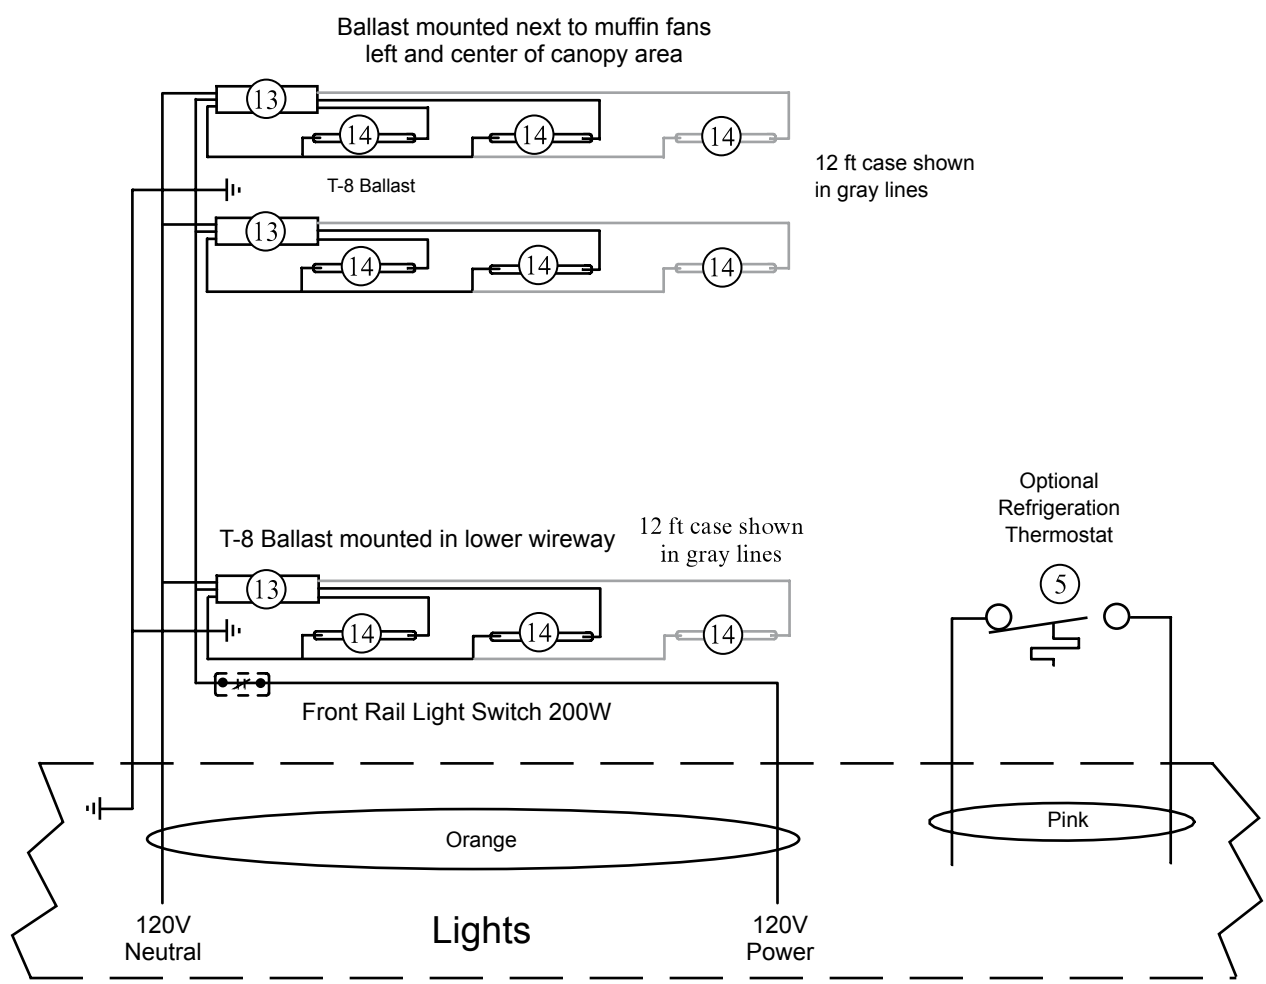 Ballast mounted next to muffin fans
left and center of canopy area
13
14
14
14
12 ft case shown
in gray lines
T-8 Ballast
13
14
14
14
Optional
Refrigeration
Thermostat
T-8 Ballast mounted in lower wireway
12 ft case shown
in gray lines
13
14
14
14
5
Front Rail Light Switch 200W
Orange
Pink
120V
Neutral
Lights
120V
Power